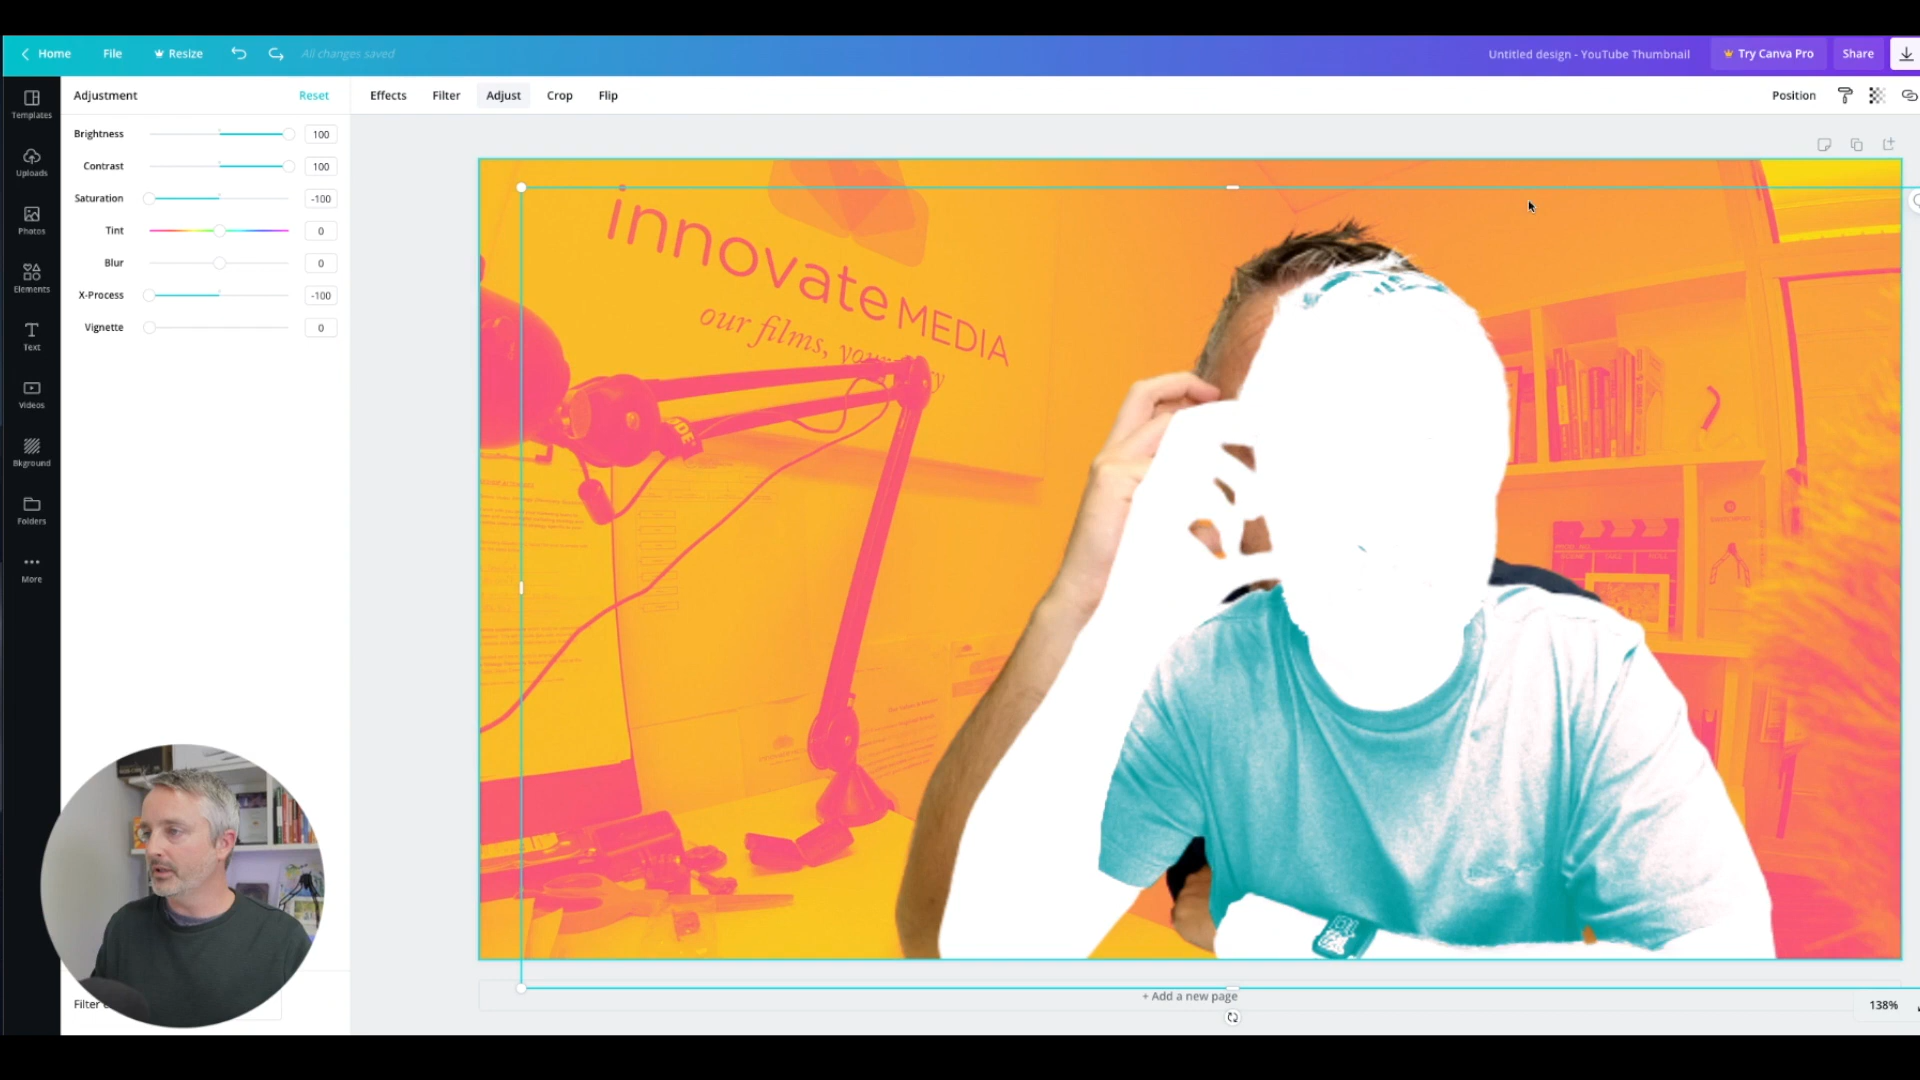 Home File Resize All changes saved Untitled design - YouTube Thumbnail Try Canva Pro Share
Adjustment Reset Effects Filter Adjust Crop Flip Position
Templates
Uploads
Photos
Elements
Text
Videos
Bkground
Folders
More
Brightness 100
Contrast 100
Saturation -100
Tint 0
Blur 0
X-Process -100
Vignette 0
Filter
innovate MEDIA
our films,
+ Add a new page
138%